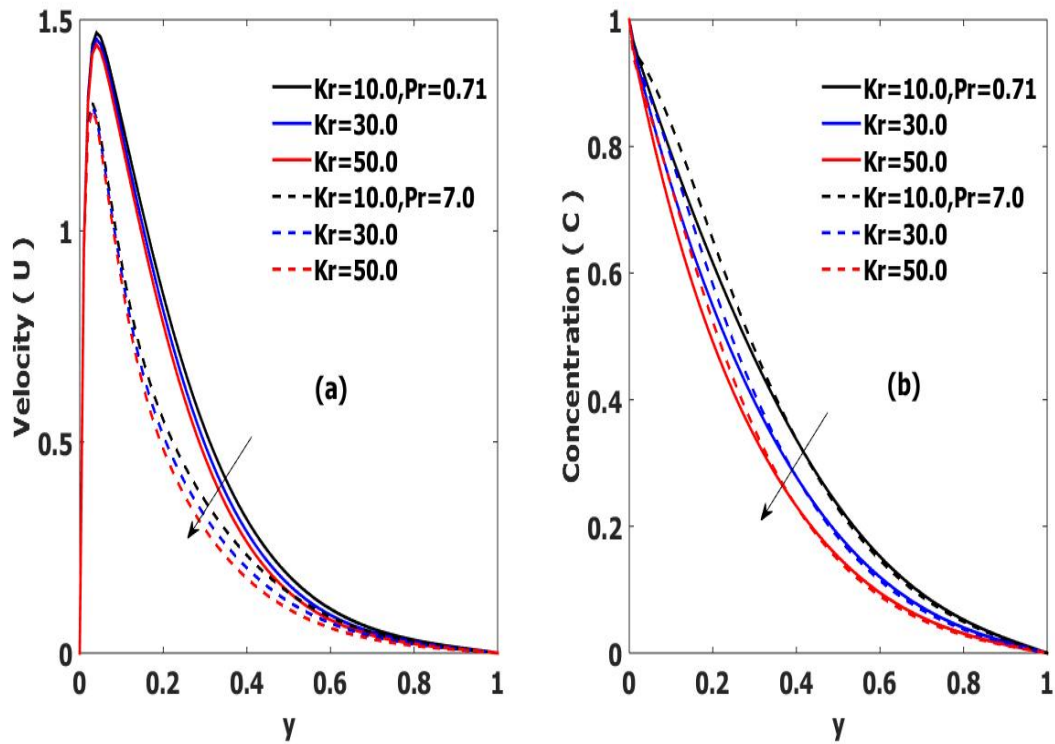 1.5
1
0.5
0
Velocity ( U )
Kr=10.0,Pr=0.71
Kr=30.0
Kr=50.0
Kr=10.0,Pr=7.0
Kr=30.0
Kr=50.0
(a)
0 0.2 0.4 0.6 0.8 1
y
1
0.8
0.6
0.4
0.2
0
Concentration ( C )
Kr=10.0,Pr=0.71
Kr=30.0
Kr=50.0
Kr=10.0,Pr=7.0
Kr=30.0
Kr=50.0
(b)
0 0.2 0.4 0.6 0.8 1
y